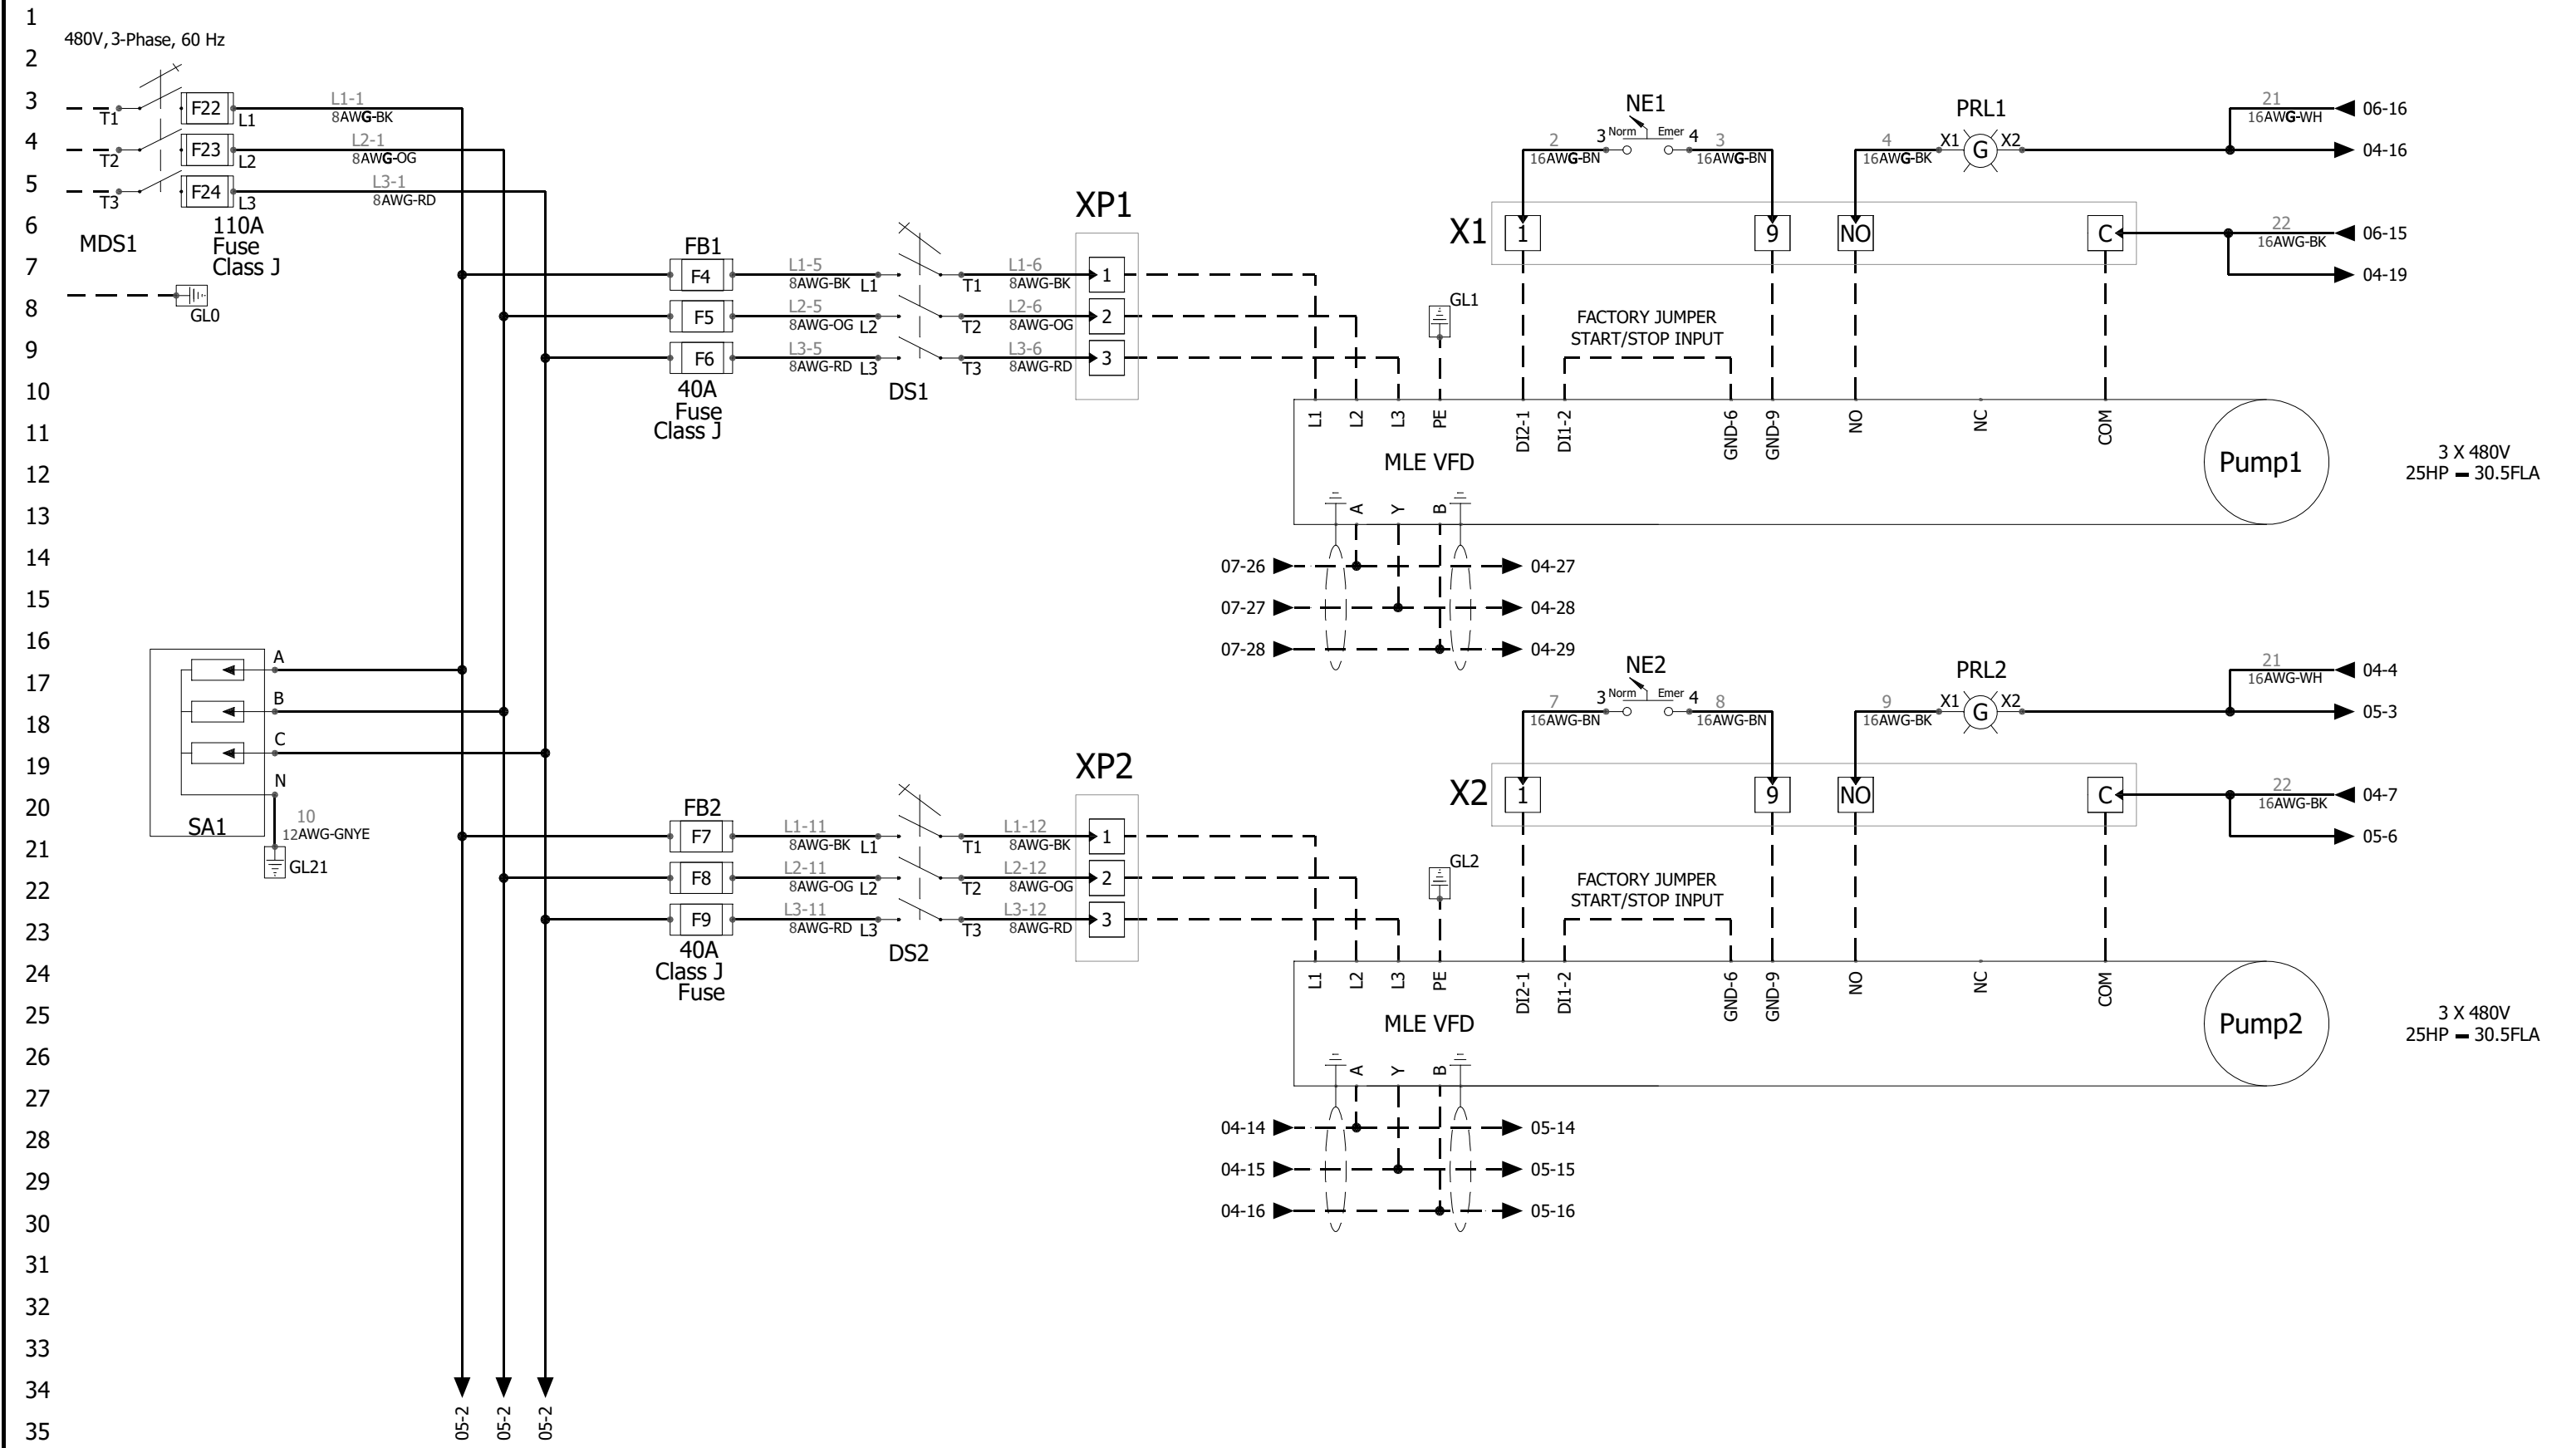 1
480V, 3-Phase, 60 Hz
2
3
T1
F22
L1
L1-1
8AWG-BK
4
T2
F23
L2
L2-1
8AWG-OG
5
T3
F24
L3
L3-1
8AWG-RD
6
MDS1
110A
Fuse
Class J
7
8
GL0
9
10
11
12
13
14
15
16
17
18
19
20
21
22
23
24
25
26
27
28
29
30
31
32
33
34
35
FB1
F4
F5
F6
40A
Fuse
Class J
L1-5
8AWG-BK
L1
L2-5
8AWG-OG
L2
L3-5
8AWG-RD
L3
DS1
T1
L1-6
8AWG-BK
T2
L2-6
8AWG-OG
T3
L3-6
8AWG-RD
XP1
1
2
3
NE1
2
16AWG-BN
3
Norm
Emer
4
3
16AWG-BN
PRL1
4
16AWG-BK
X1
G
X2
21
16AWG-WH
06-16
04-16
X1
1
9
NO
C
22
16AWG-BK
06-15
04-19
GL1
FACTORY JUMPER
START/STOP INPUT
L1
L2
L3
PE
DI2-1
DI1-2
GND-6
GND-9
NO
NC
COM
MLE VFD
Pump1
3 X 480V
25HP - 30.5FLA
A
Y
B
07-26
04-27
07-27
04-28
07-28
04-29
A
B
C
N
SA1
10
12AWG-GNYE
GL21
FB2
F7
F8
F9
40A
Class J
Fuse
L1-11
8AWG-BK
L1
L2-11
8AWG-OG
L2
L3-11
8AWG-RD
L3
DS2
T1
L1-12
8AWG-BK
T2
L2-12
8AWG-OG
T3
L3-12
8AWG-RD
XP2
1
2
3
NE2
7
16AWG-BN
3
Norm
Emer
4
8
16AWG-BN
PRL2
9
16AWG-BK
X1
G
X2
21
16AWG-WH
04-4
05-3
X2
1
9
NO
C
22
16AWG-BK
04-7
05-6
GL2
FACTORY JUMPER
START/STOP INPUT
L1
L2
L3
PE
DI2-1
DI1-2
GND-6
GND-9
NO
NC
COM
MLE VFD
Pump2
3 X 480V
25HP - 30.5FLA
A
Y
B
04-14
05-14
04-15
05-15
04-16
05-16
05-2
05-2
05-2